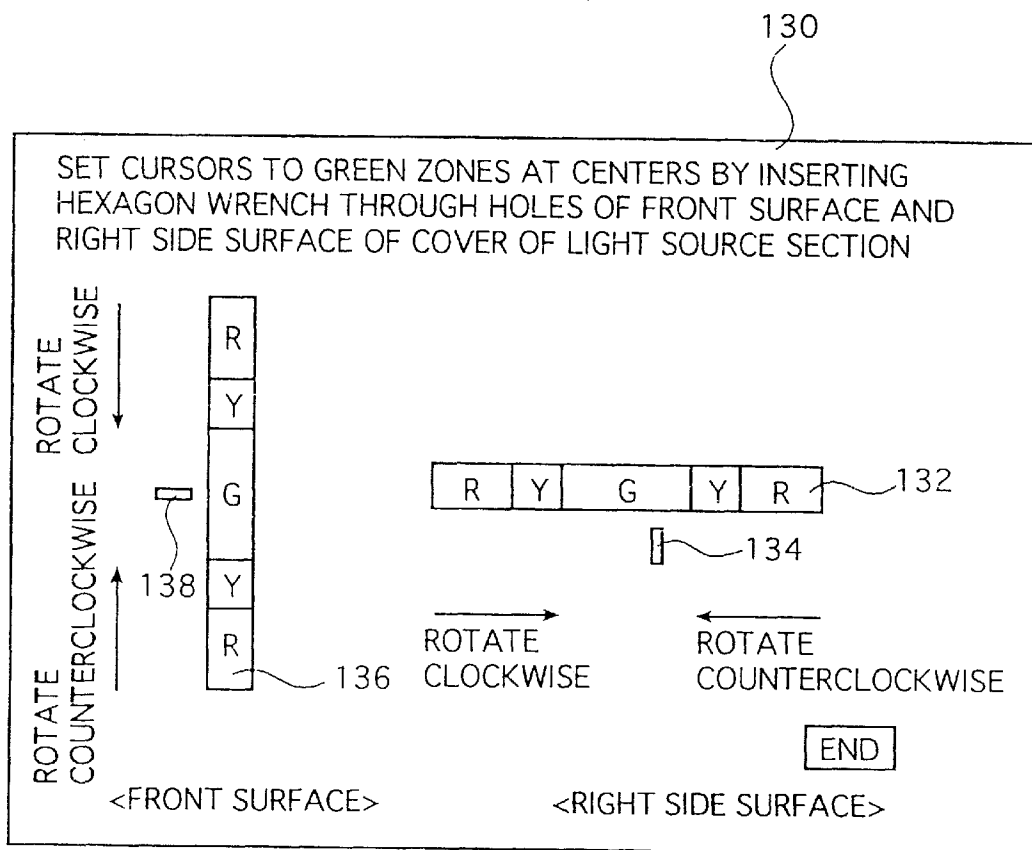 130
SET CURSORS TO GREEN ZONES AT CENTERS BY INSERTING
HEXAGON WRENCH THROUGH HOLES OF FRONT SURFACE AND
RIGHT SIDE SURFACE OF COVER OF LIGHT SOURCE SECTION
ROTATE
CLOCKWISE
ROTATE
COUNTERCLOCKWISE
R
Y
G
Y
R
138
136
R Y G Y R
132
134
ROTATE
CLOCKWISE
ROTATE
COUNTERCLOCKWISE
END
<FRONT SURFACE>
<RIGHT SIDE SURFACE>